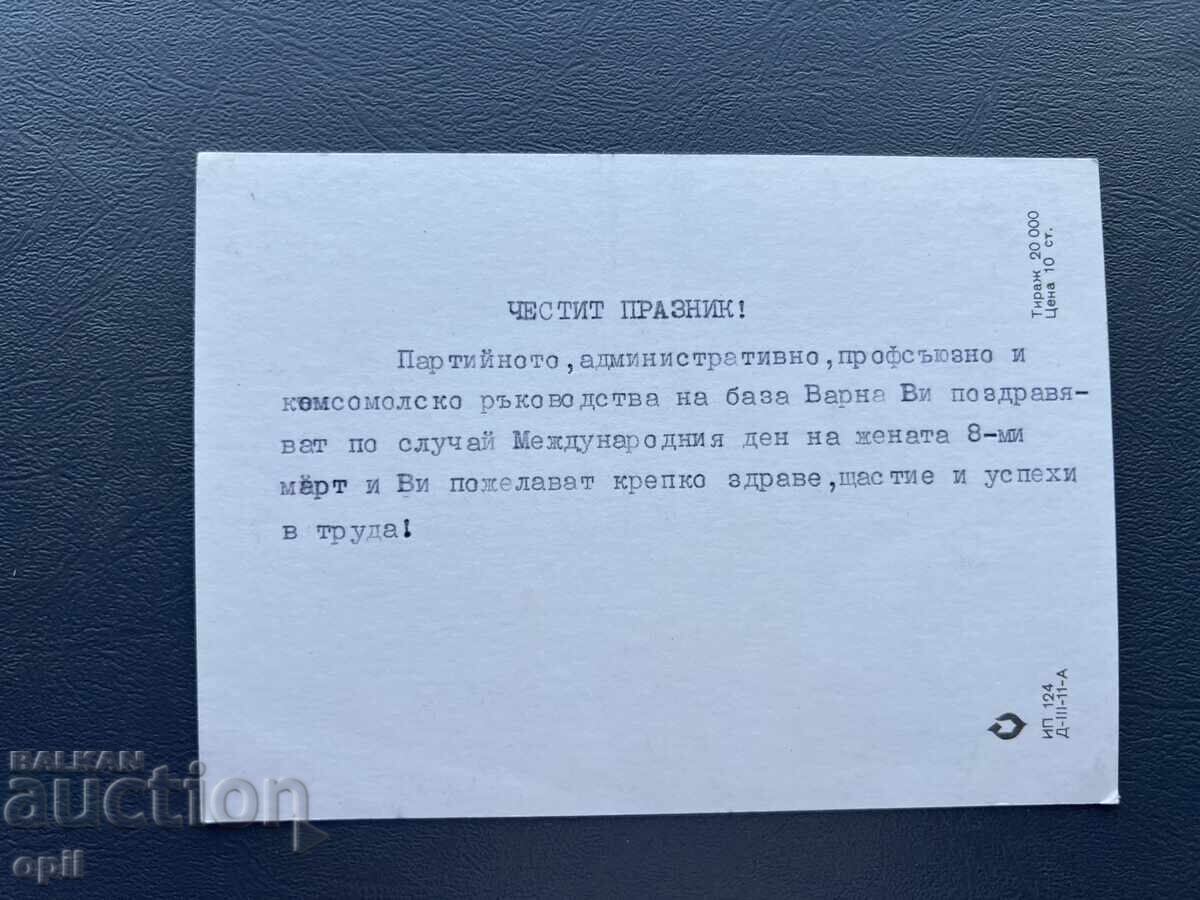 ЧЕСТИТ ПРАЗНИК!
Партийното,административно,профсъюзно и
комсомолско ръководства на база Варна Ви поздравя-
ват по случай Международния ден на жената 8-ми
март и Ви пожелават крепко здраве,щастие и успехи
в труда!
Тираж 20 000
Цена 10 ст.
ИП 124
Д-III-11-А
BALKAN
auction
opil